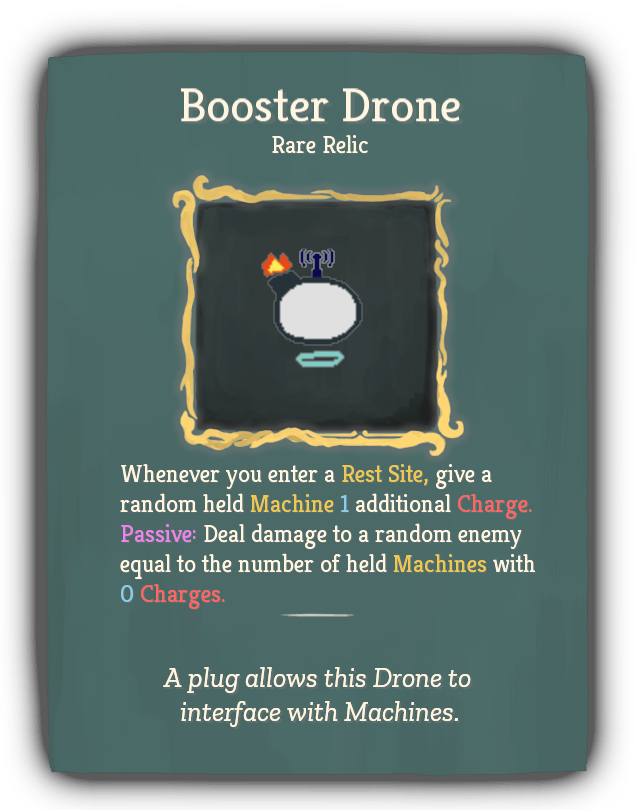 Booster Drone
Rare Relic
Whenever you enter a Rest Site, give a
random held Machine 1 additional Charge.
Passive: Deal damage to a random enemy
equal to the number of held Machines with
0 Charges.
A plug allows this Drone to
interface with Machines.